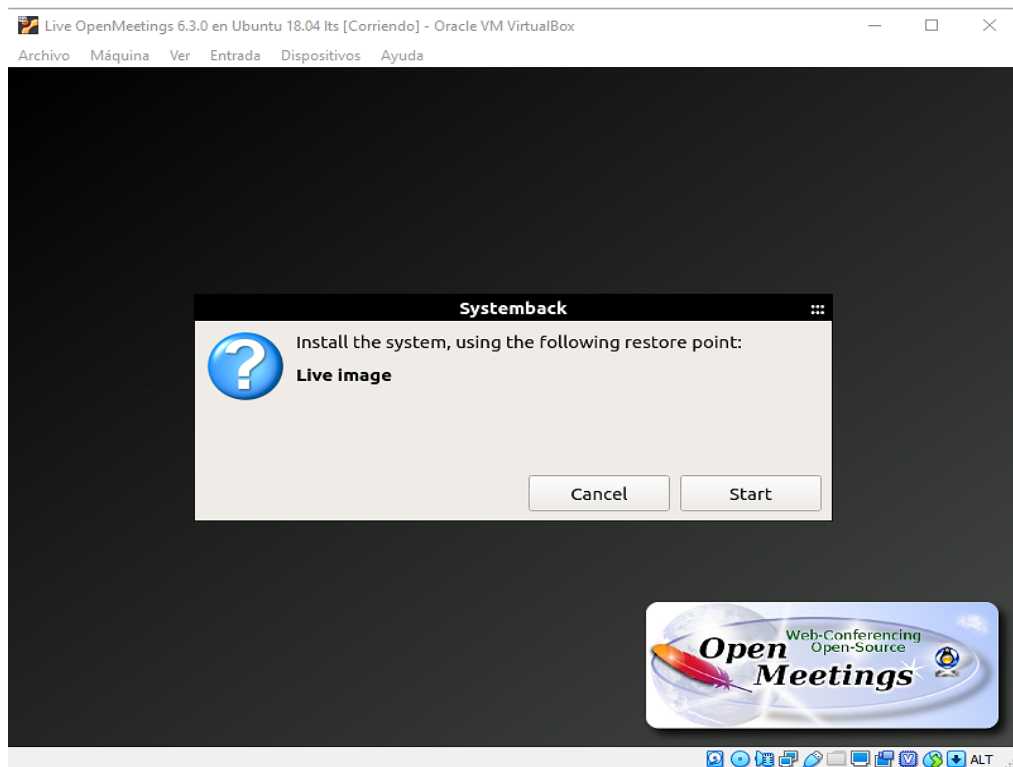 Live OpenMeetings 6.3.0 en Ubuntu 18.04 lts [Corriendo] - Oracle VM VirtualBox
Archivo Máquina Ver Entrada Dispositivos Ayuda
Systemback
Install the system, using the following restore point:
Live image
Cancel Start
Web-Conferencing
Open-Source
Open
Meetings
ALT